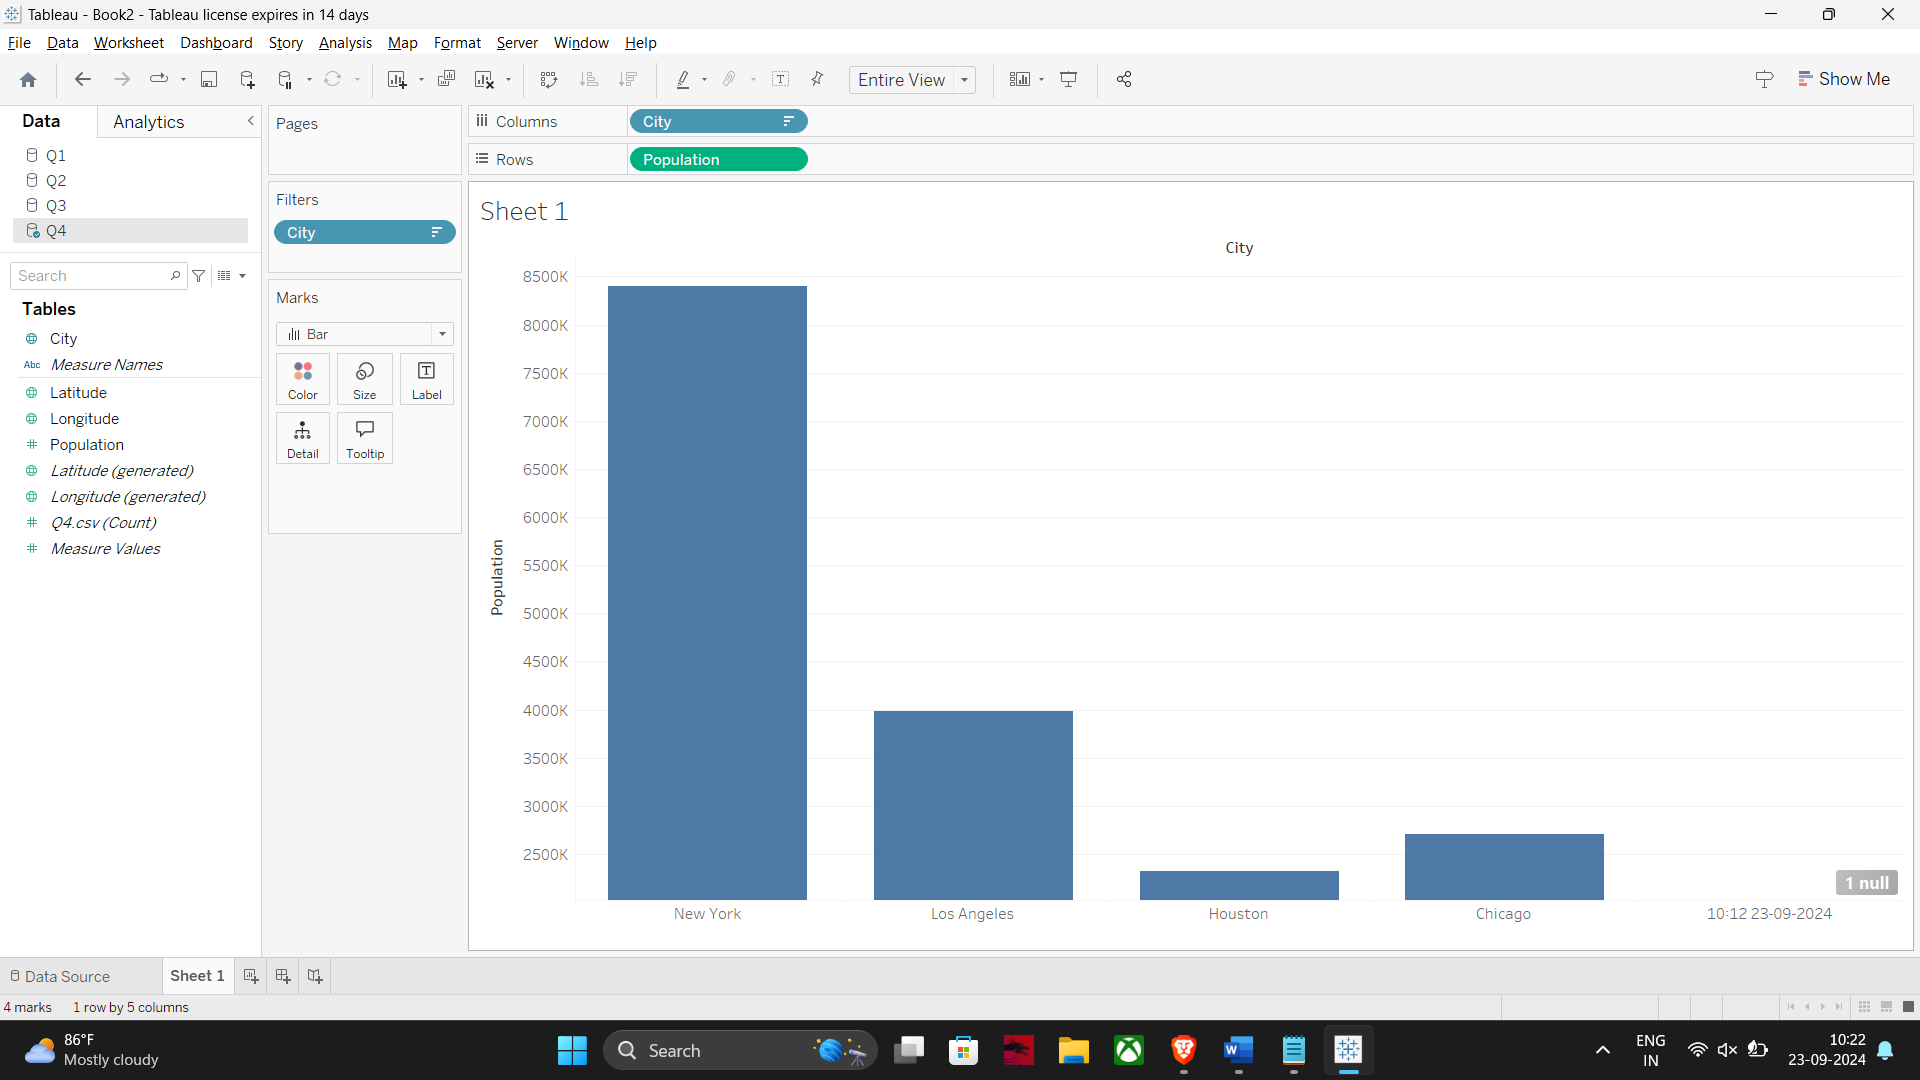 Tableau - Book2 - Tableau license expires in 14 days
File Data Worksheet Dashboard Story Analysis Map Format Server Window Help
Entire View
Show Me
Data
Analytics
Q1
Q2
Q3
Q4
Search
Tables
City
Abc Measure Names
Latitude
Longitude
Population
Latitude (generated)
Longitude (generated)
Q4.csv (Count)
Measure Values
Pages
Filters
City
Marks
Bar
Color
Size
Label
Detail
Tooltip
Columns
City
Rows
Population
Sheet 1
City
Population
8500K
8000K
7500K
7000K
6500K
6000K
5500K
5000K
4500K
4000K
3500K
3000K
2500K
1 null
New York
Los Angeles
Houston
Chicago
10:12 23-09-2024
Data Source
Sheet 1
4 marks
1 row by 5 columns
86°F
Mostly cloudy
Search
ENG
IN
10:22
23-09-2024